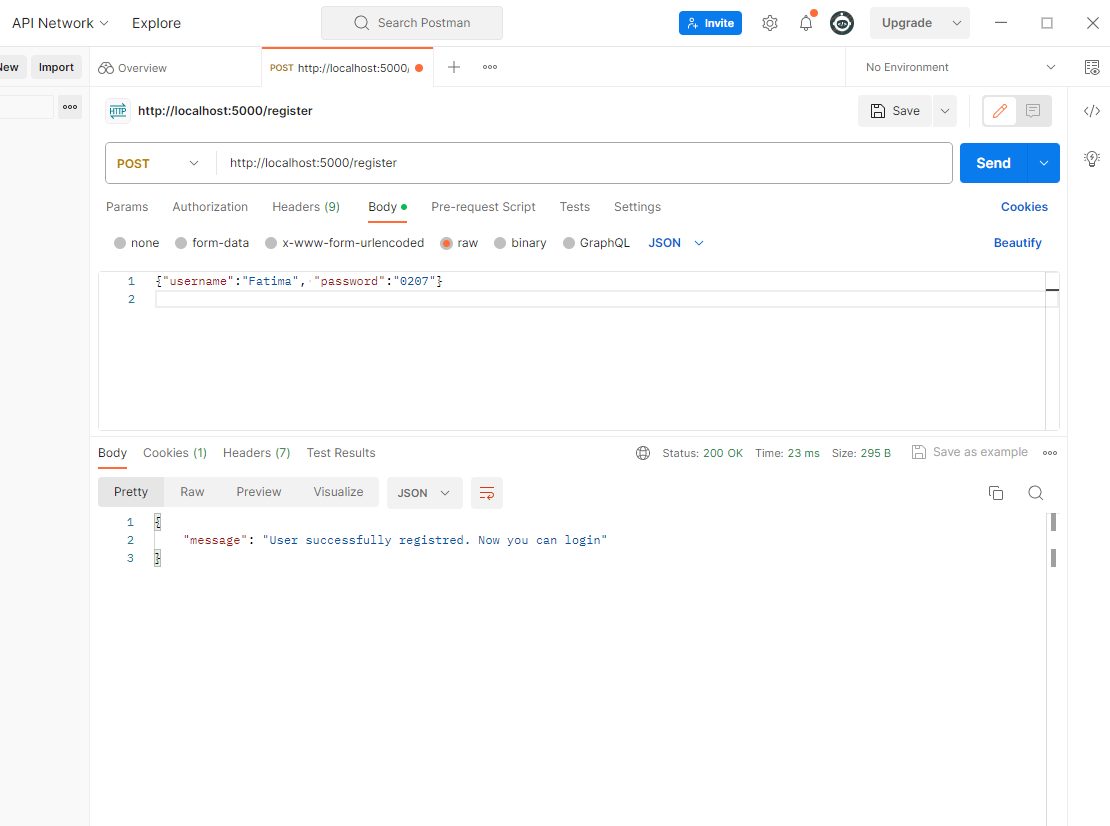 API Network Explore Search Postman Invite Upgrade
New Import Overview POST http://localhost:5000/ No Environment
HTTP http://localhost:5000/register Save
POST http://localhost:5000/register Send
Params Authorization Headers (9) Body Pre-request Script Tests Settings Cookies
none form-data x-www-form-urlencoded raw binary GraphQL JSON Beautify
1 {"username":"Fatima", "password":"0207"}
2
Body Cookies (1) Headers (7) Test Results Status: 200 OK Time: 23 ms Size: 295 B Save as example
Pretty Raw Preview Visualize JSON
1 {
2 "message": "User successfully registred. Now you can login"
3 }